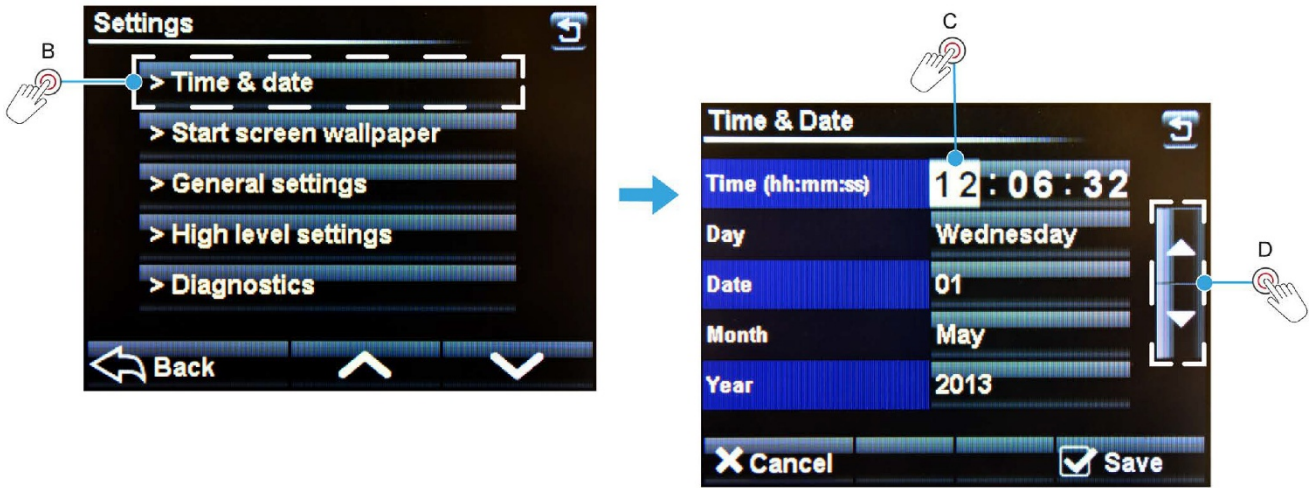 B
Settings
> Time & date
> Start screen wallpaper
> General settings
> High level settings
> Diagnostics
Back
C
Time & Date
Time (hh:mm:ss) 12:06:32
Day Wednesday
Date 01
Month May
Year 2013
Cancel Save
D